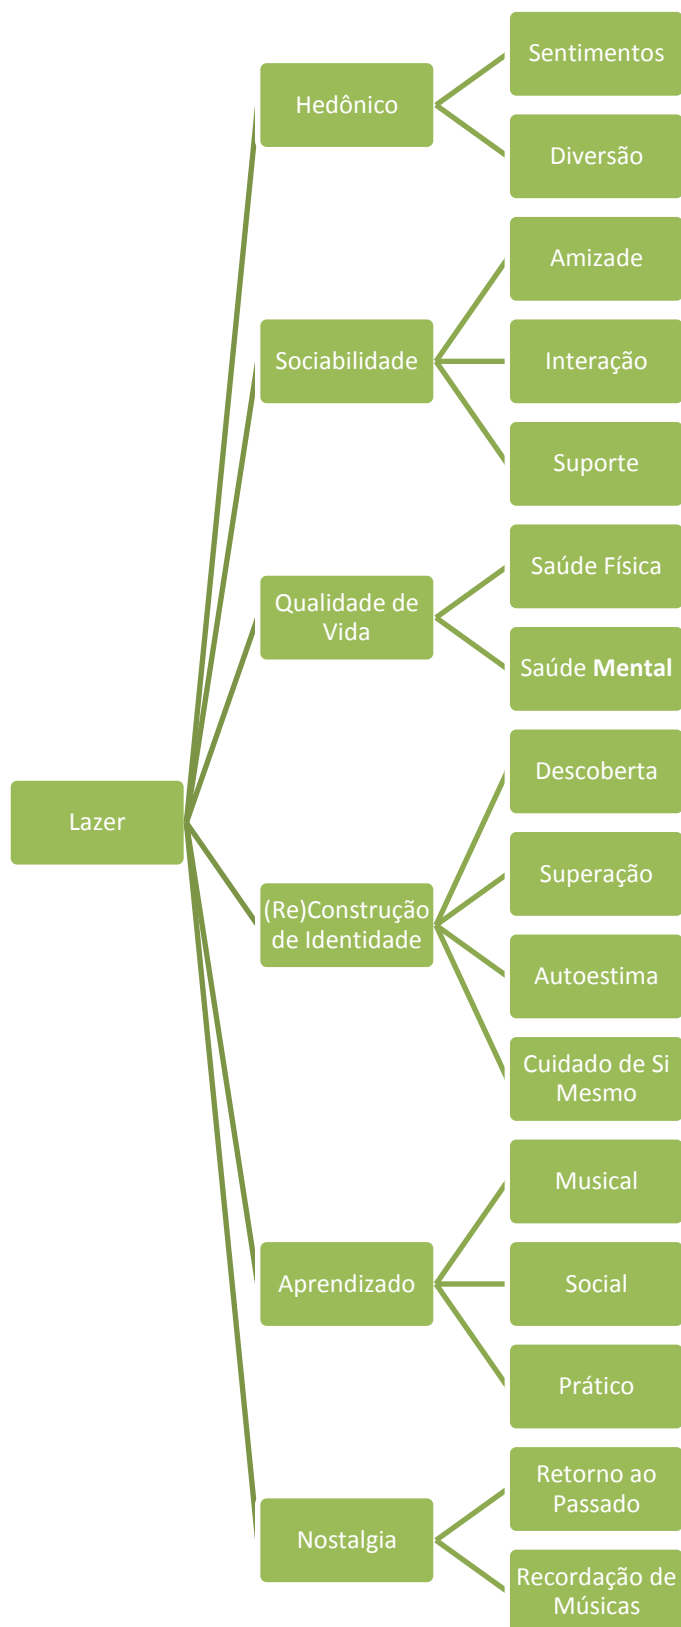 Lazer
Hedônico
Sentimentos
Diversão
Sociabilidade
Amizade
Interação
Suporte
Qualidade de
Vida
Saúde Física
Saúde Mental
(Re)Construção
de Identidade
Descoberta
Superação
Autoestima
Cuidado de Si
Mesmo
Aprendizado
Musical
Social
Prático
Nostalgia
Retorno ao
Passado
Recordação de
Músicas